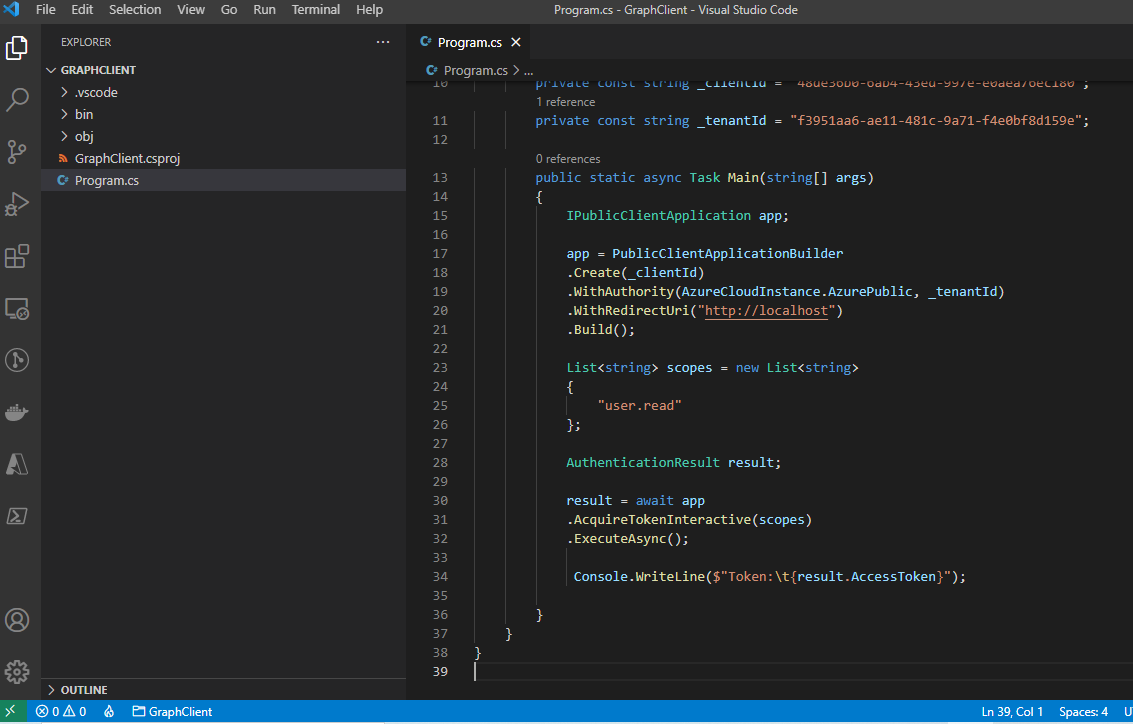 File Edit Selection View Go Run Terminal Help
Program.cs - GraphClient - Visual Studio Code
EXPLORER
···
GRAPHCLIENT
.vscode
bin
obj
GraphClient.csproj
Program.cs
OUTLINE
Program.cs
Program.cs > ...
10 private const string _clientId =
1 reference
11 private const string _tenantId = "f3951aa6-ae11-481c-9a71-f4e0bf8d159e";
12
0 references
13 public static async Task Main(string[] args)
14 {
15 IPublicClientApplication app;
16
17 app = PublicClientApplicationBuilder
18 .Create(_clientId)
19 .WithAuthority(AzureCloudInstance.AzurePublic, _tenantId)
20 .WithRedirectUri("http://localhost")
21 .Build();
22
23 List<string> scopes = new List<string>
24 {
25 "user.read"
26 };
27
28 AuthenticationResult result;
29
30 result = await app
31 .AcquireTokenInteractive(scopes)
32 .ExecuteAsync();
33
34 Console.WriteLine($"Token:\t{result.AccessToken}");
35
36 }
37 }
38 }
39
0 0 GraphClient Ln 39, Col 1 Spaces: 4 U